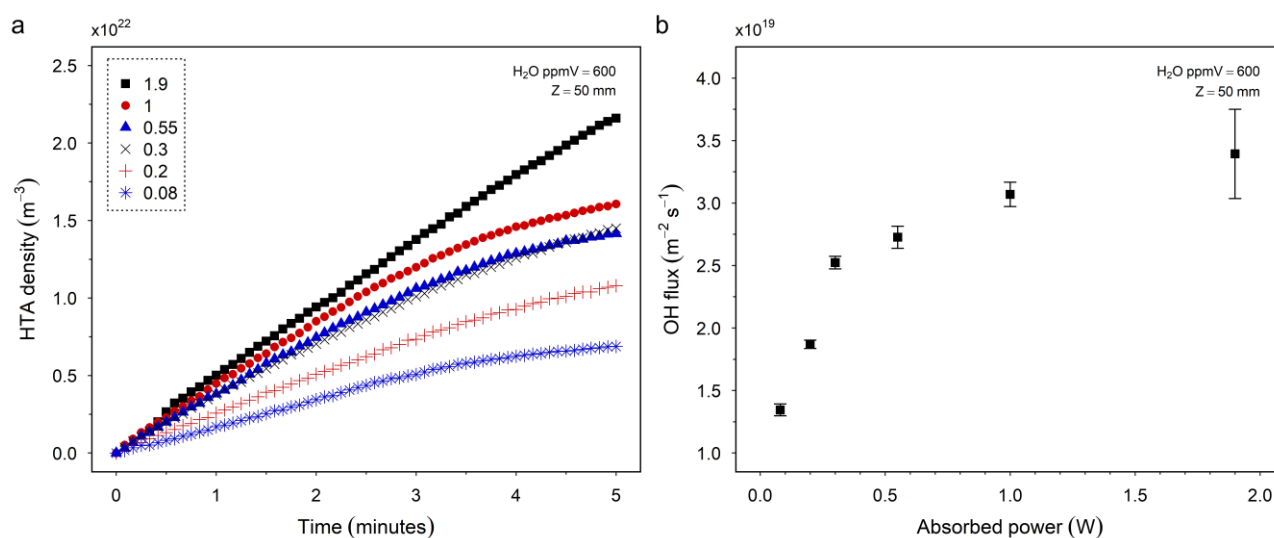 a
x10²²
HTA density (m⁻³)
2.5
2.0
1.5
1.0
0.5
0.0
1.9
1
0.55
0.3
0.2
0.08
H₂O ppmV = 600
Z = 50 mm
0 1 2 3 4 5
Time (minutes)
b
x10¹⁹
OH flux (m⁻² s⁻¹)
4.0
3.5
3.0
2.5
2.0
1.5
1.0
H₂O ppmV = 600
Z = 50 mm
0.0 0.5 1.0 1.5 2.0
Absorbed power (W)